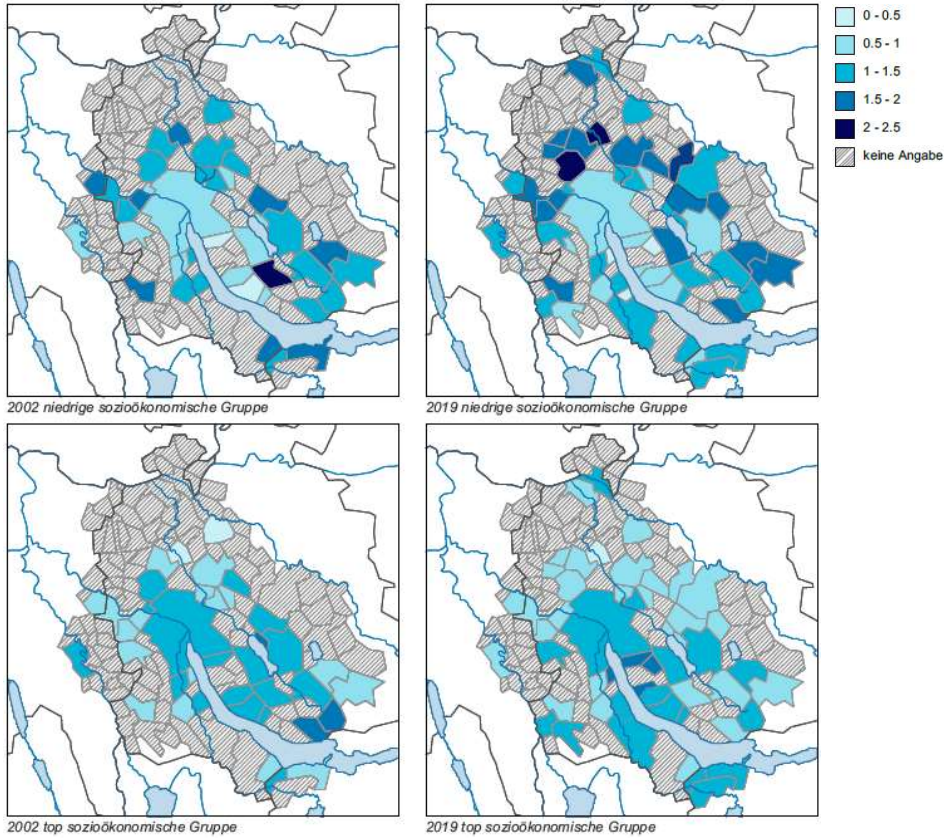 0 - 0.5
0.5 - 1
1 - 1.5
1.5 - 2
2 - 2.5
keine Angabe
2002 niedrige sozioökonomische Gruppe
2019 niedrige sozioökonomische Gruppe
2002 top sozioökonomische Gruppe
2019 top sozioökonomische Gruppe